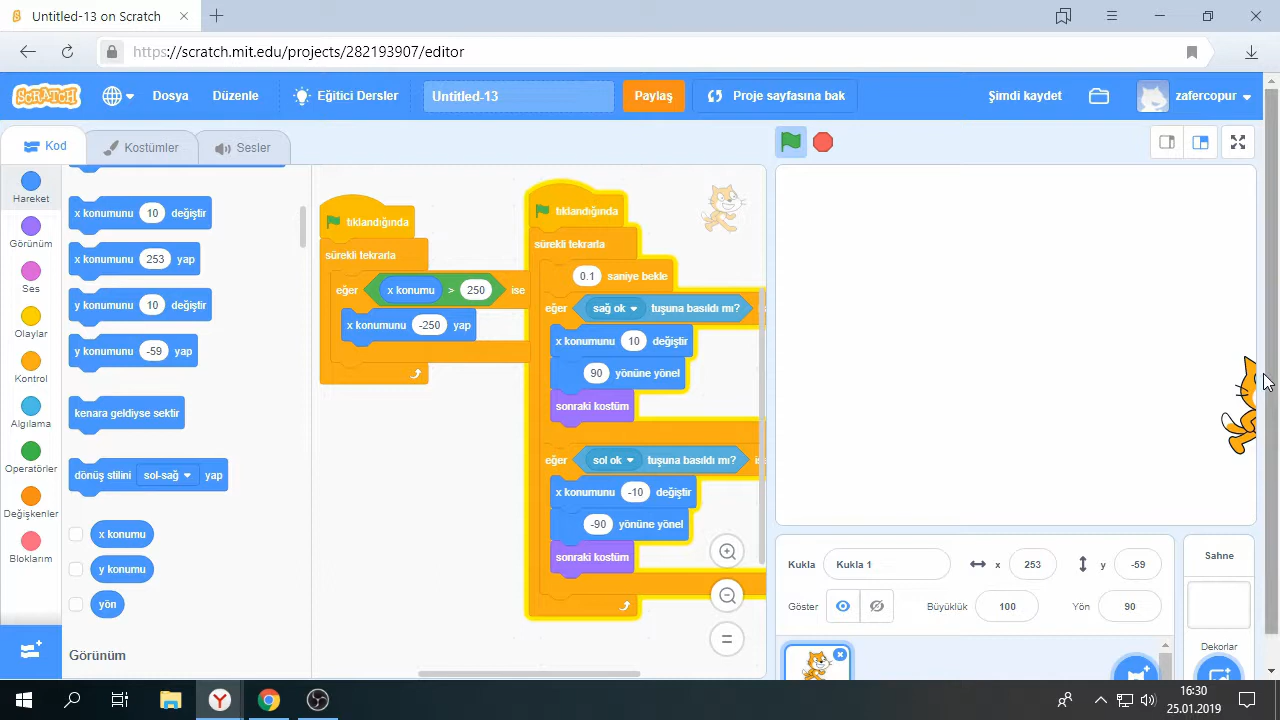 Untitled-13 on Scratch
https://scratch.mit.edu/projects/282193907/editor
SCRATCH
Dosya
Düzenle
Eğitici Dersler
Untitled-13
Paylaş
Proje sayfasına bak
Şimdi kaydet
zafercopur
Kod
Kostümler
Sesler
Hareket
Görünüm
Ses
Olaylar
Kontrol
Algılama
Operatörler
Değişkenler
Bloklarım
x konumunu 10 değiştir
x konumunu 253 yap
y konumunu 10 değiştir
y konumunu -59 yap
kenara geldiyse sektir
dönüş stilini sol-sağ yap
x konumu
y konumu
yön
Görünüm
tıklandığında
sürekli tekrarla
eğer x konumu > 250 ise
x konumunu -250 yap
tıklandığında
sürekli tekrarla
0.1 saniye bekle
eğer sağ ok tuşuna basıldı mı?
x konumunu 10 değiştir
90 yönüne yönel
sonraki kostüm
eğer sol ok tuşuna basıldı mı?
x konumunu -10 değiştir
-90 yönüne yönel
sonraki kostüm
Kukla Kukla 1 x 253 y -59
Göster Büyüklük 100 Yön 90
Sahne
Dekorlar
16:30
25.01.2019